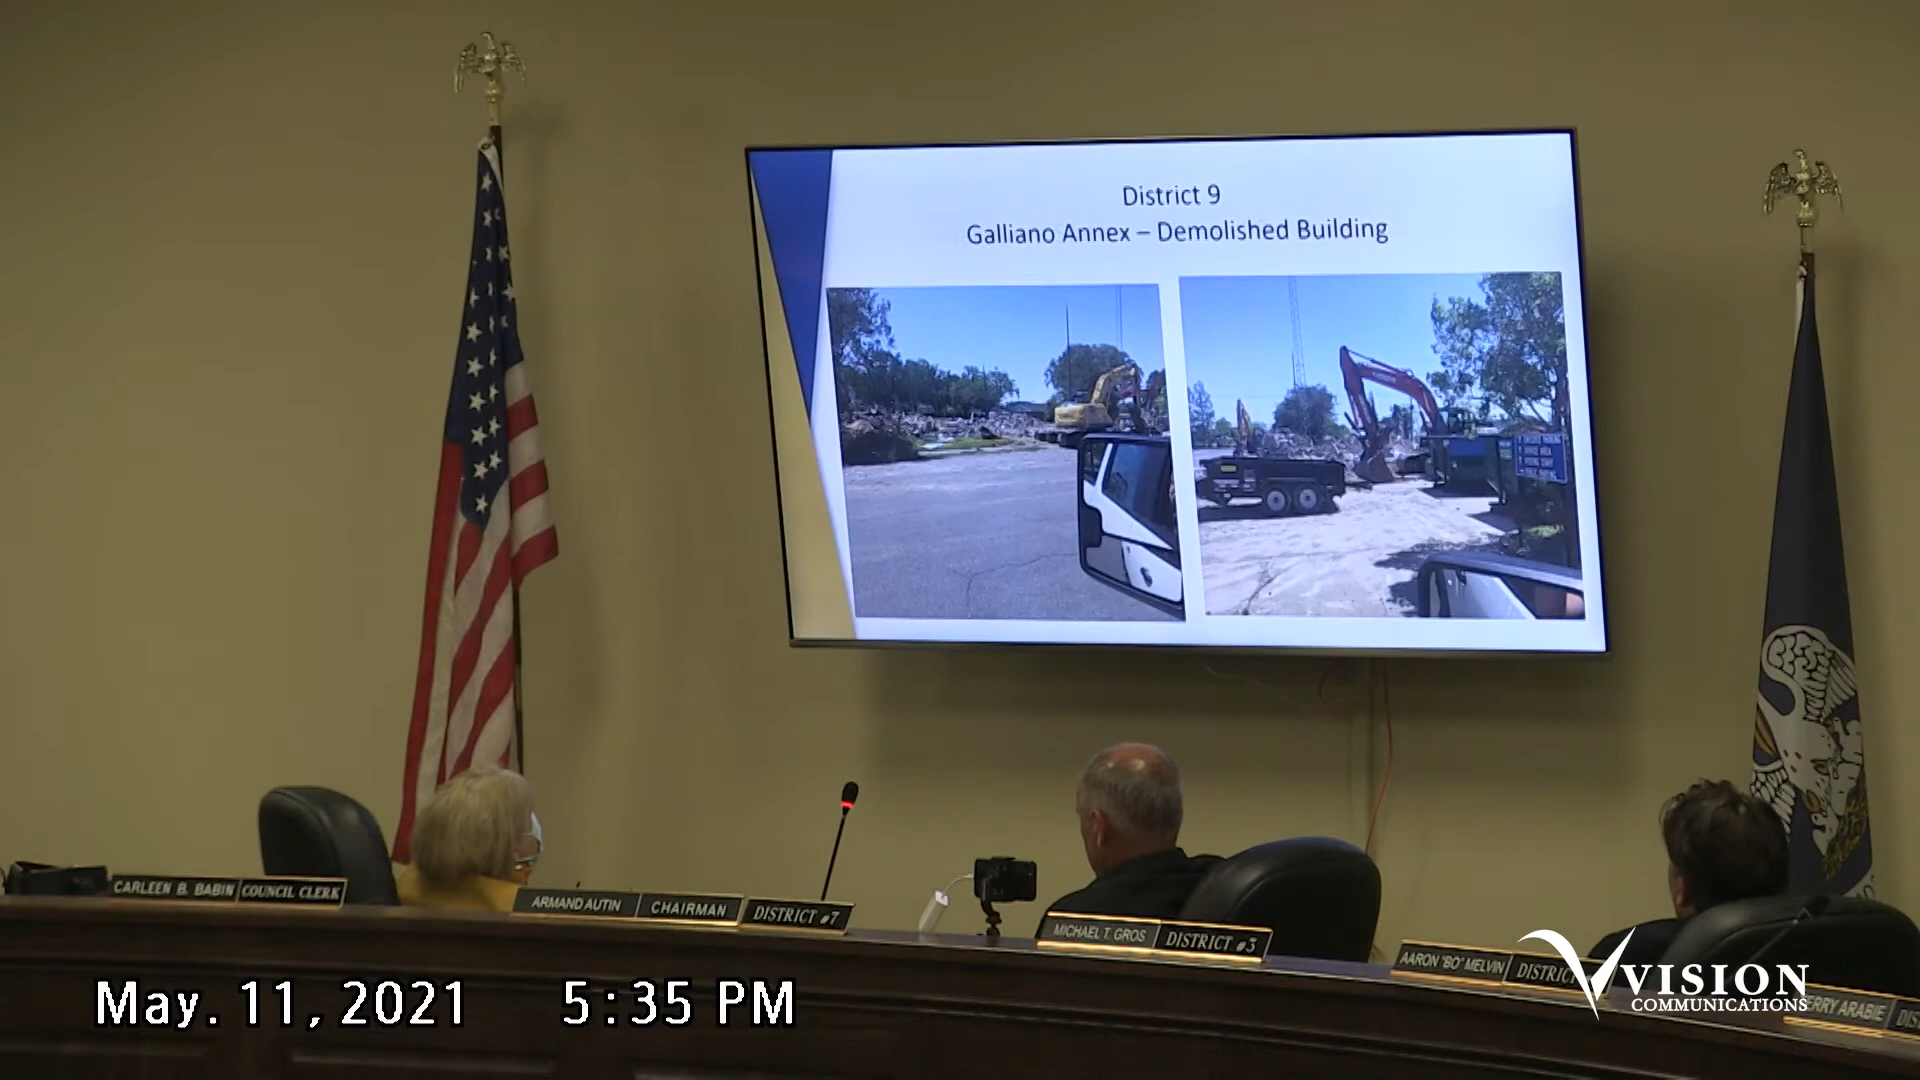 District 9
Galliano Annex – Demolished Building
CARLEEN B. BABIN COUNCIL CLERK
ARMAND AUTIN CHAIRMAN DISTRICT #7
MICHAEL T. GROS DISTRICT #3
AARON "BO" MELVIN
ARABIE
VISION
COMMUNICATIONS
May. 11, 2021 5:35 PM